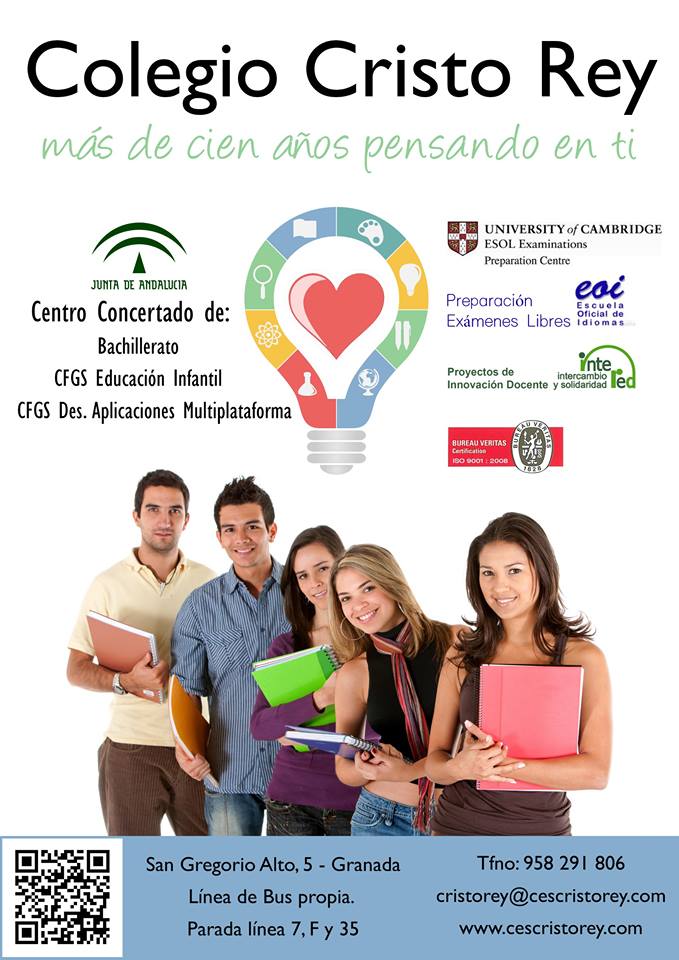 Colegio Cristo Rey
más de cien años pensando en ti
JUNTA DE ANDALUCIA
Centro Concertado de:
Bachillerato
CFGS Educación Infantil
CFGS Des. Aplicaciones Multiplataforma
UNIVERSITY of CAMBRIDGE
ESOL Examinations
Preparation Centre
Preparación
Exámenes Libres
eoi
Escuela
Oficial de
Idiomas
Proyectos de
Innovación Docente
inte
intercambio
y solidaridad
red
BUREAU VERITAS
Certification
ISO 9001 : 2008
BUREAU VERITAS
1828
San Gregorio Alto, 5 - Granada
Línea de Bus propia.
Parada línea 7, F y 35
Tfno: 958 291 806
cristorey@cescristorey.com
www.cescristorey.com